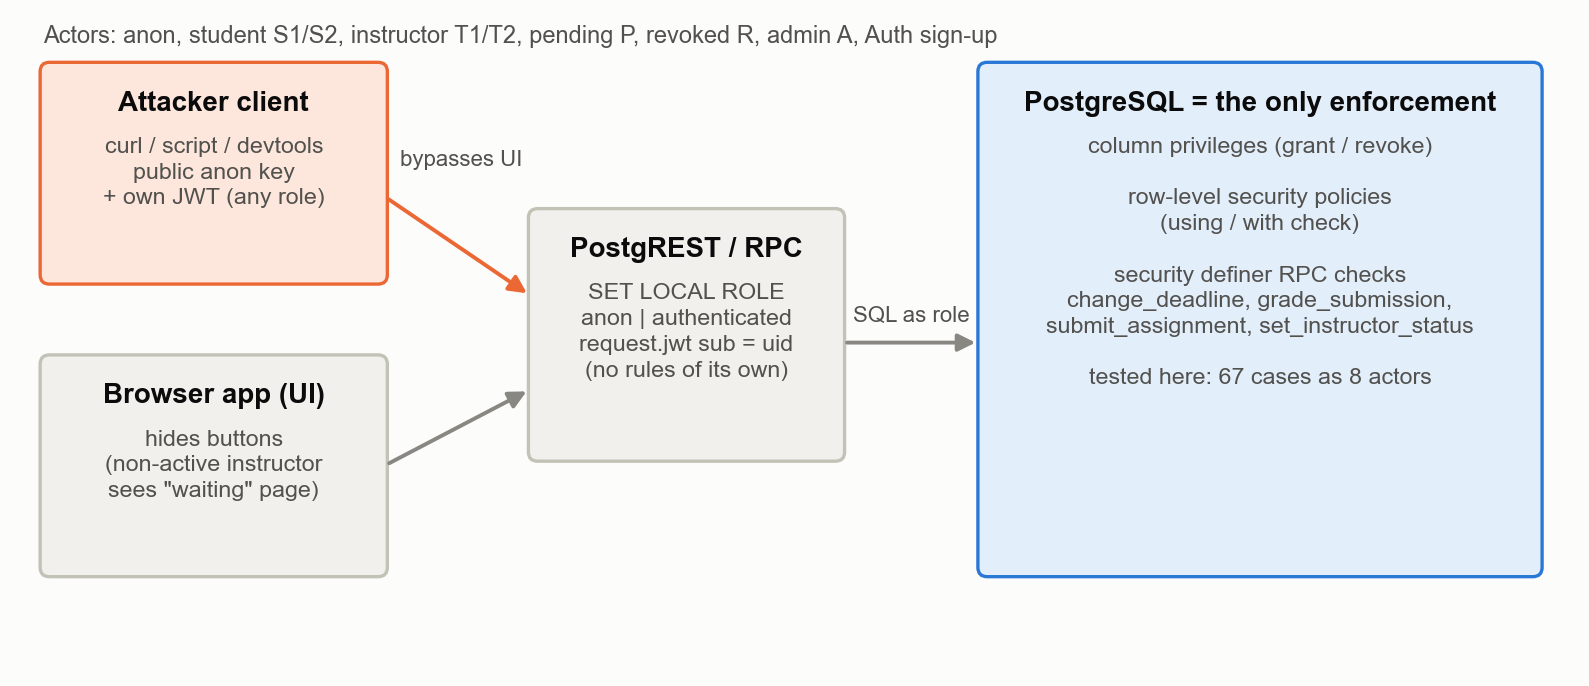 Actors: anon, student S1/S2, instructor T1/T2, pending P, revoked R, admin A, Auth sign-up
Attacker client
curl / script / devtools
public anon key
+ own JWT (any role)
bypasses UI
Browser app (UI)
hides buttons
(non-active instructor
sees "waiting" page)
PostgREST / RPC
SET LOCAL ROLE
anon | authenticated
request.jwt sub = uid
(no rules of its own)
SQL as role
PostgreSQL = the only enforcement
column privileges (grant / revoke)
row-level security policies
(using / with check)
security definer RPC checks
change_deadline, grade_submission,
submit_assignment, set_instructor_status
tested here: 67 cases as 8 actors